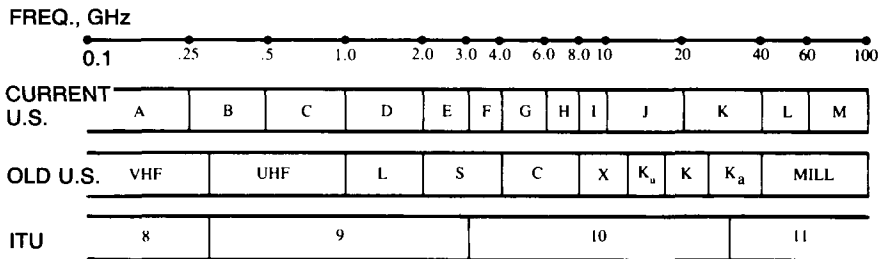 FREQ., GHz
0.1 .25 .5 1.0 2.0 3.0 4.0 6.0 8.0 10 20 40 60 100
CURRENT U.S. A B C D E F G H I J K L M
OLD U.S. VHF UHF L S C X Ku K Ka MILL
ITU 8 9 10 11